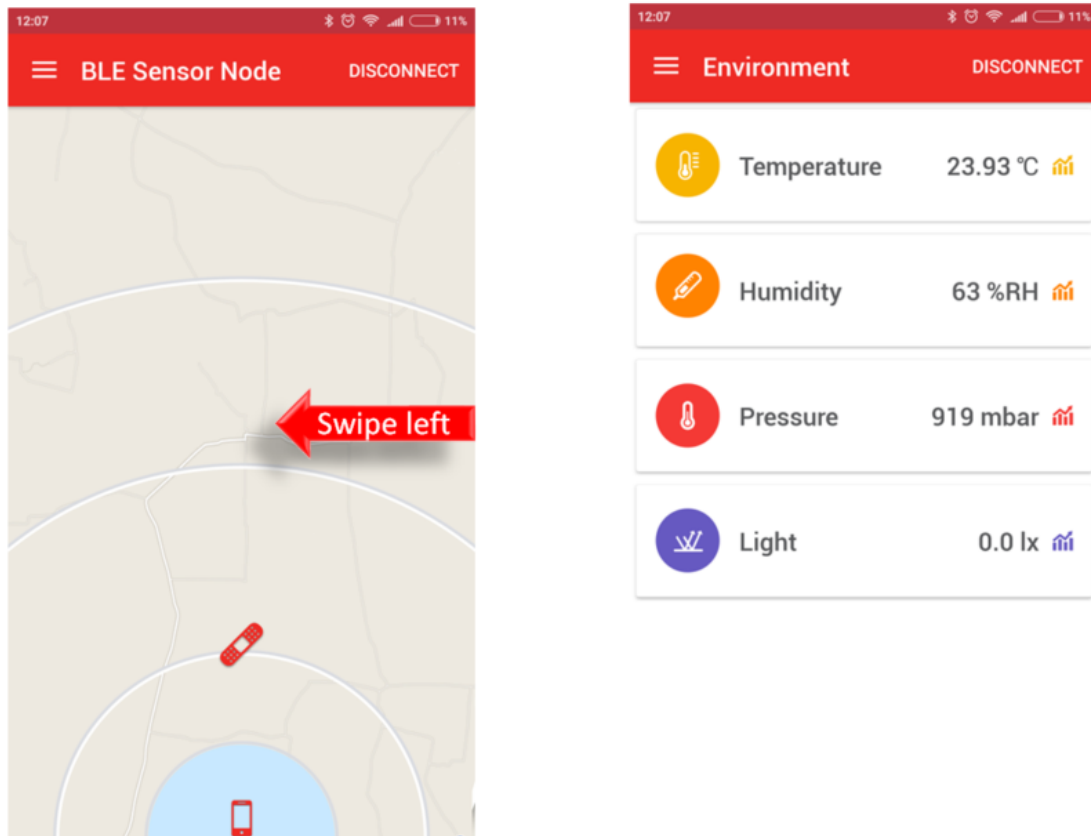 12:07
11%
BLE Sensor Node
DISCONNECT
Swipe left
12:07
11%
Environment
DISCONNECT
Temperature 23.93 °C
Humidity 63 %RH
Pressure 919 mbar
Light 0.0 lx